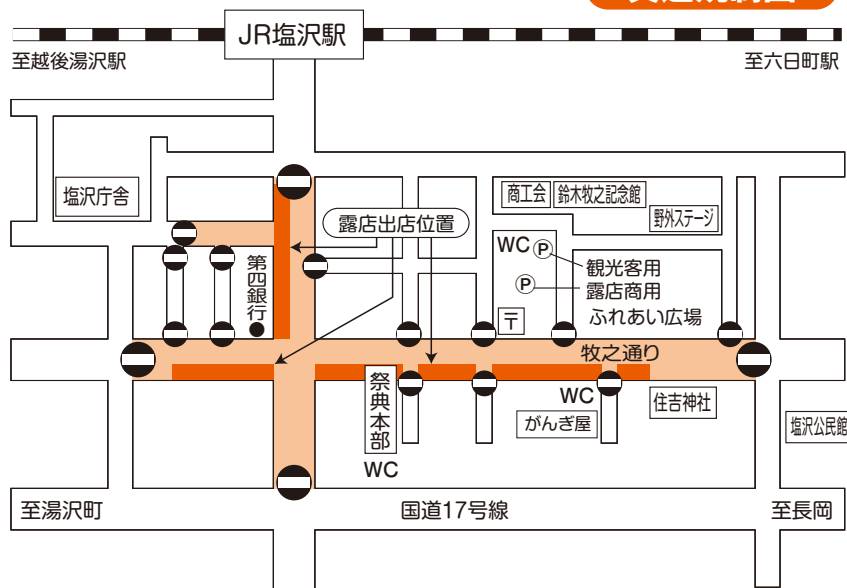 JR塩沢駅
至越後湯沢駅
至六日町駅
塩沢庁舎
商工会
鈴木牧之記念館
野外ステージ
露店出店位置
WC
P
観光客用
P
露店商用
ふれあい広場
第四銀行
〒
牧之通り
祭典本部
WC
WC
がんぎ屋
住吉神社
塩沢公民館
至湯沢町
国道17号線
至長岡